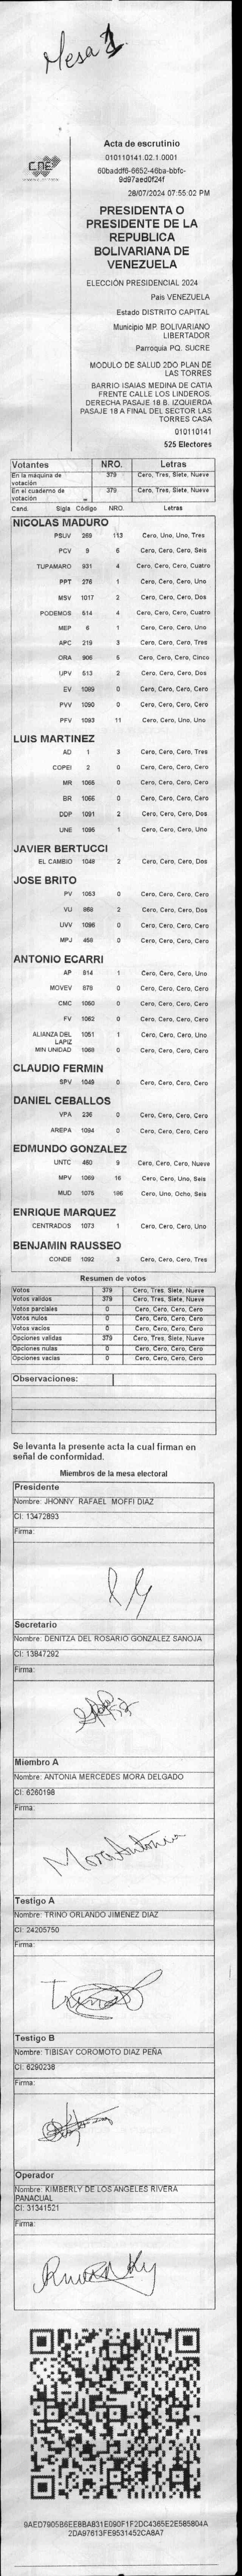 Mesa 1
CNE
Acta de escrutinio
010110141.02.1.0001
60baddf6-6652-46ba-bbfc-
9d97aed0f24f
28/07/2024 07:55:02 PM
PRESIDENTA O
PRESIDENTE DE LA
REPUBLICA
BOLIVARIANA DE
VENEZUELA
ELECCIÓN PRESIDENCIAL 2024
Pais VENEZUELA
Estado DISTRITO CAPITAL
Municipio MP. BOLIVARIANO
LIBERTADOR
Parroquia PQ. SUCRE
MODULO DE SALUD 2DO PLAN DE
LAS TORRES
BARRIO ISAIAS MEDINA DE CATIA
FRENTE CALLE LOS LINDEROS.
DERECHA PASAJE 18 B. IZQUIERDA
PASAJE 18 A FINAL DEL SECTOR LAS
TORRES CASA
010110141
525 Electores
Votantes NRO. Letras
En la maquina de votación 379 Cero, Tres, Siete, Nueve
En el cuaderno de votación 379 Cero, Tres, Siete, Nueve
Cand. Sigla Código NRO. Letras
NICOLAS MADURO
PSUV 269 113 Cero, Uno, Uno, Tres
PCV 9 6 Cero, Cero, Cero, Seis
TUPAMARO 931 4 Cero, Cero, Cero, Cuatro
PPT 276 1 Cero, Cero, Cero, Uno
MSV 1017 2 Cero, Cero, Cero, Dos
PODEMOS 514 4 Cero, Cero, Cero, Cuatro
MEP 6 1 Cero, Cero, Cero, Uno
APC 219 3 Cero, Cero, Cero, Tres
ORA 906 5 Cero, Cero, Cero, Cinco
UPV 513 2 Cero, Cero, Cero, Dos
EV 1089 0 Cero, Cero, Cero, Cero
PVV 1090 0 Cero, Cero, Cero, Cero
PFV 1093 11 Cero, Cero, Uno, Uno
LUIS MARTINEZ
AD 1 3 Cero, Cero, Cero, Tres
COPEI 2 0 Cero, Cero, Cero, Cero
MR 1066 0 Cero, Cero, Cero, Cero
BR 0 Cero, Cero, Cero, Cero
DDP 1091 2 Cero, Cero, Cero, Dos
UNE 1095 1 Cero, Cero, Cero, Uno
JAVIER BERTUCCI
EL CAMBIO 1048 2 Cero, Cero, Cero, Dos
JOSE BRITO
PV 1053 0 Cero, Cero, Cero, Cero
VU 868 2 Cero, Cero, Cero, Dos
UVV 1096 0 Cero, Cero, Cero, Cero
MPJ 458 0 Cero, Cero, Cero, Cero
ANTONIO ECARRI
AP 814 1 Cero, Cero, Cero, Uno
MOVEV 879 0 Cero, Cero, Cero, Cero
CMC 1050 0 Cero, Cero, Cero, Cero
FV 1062 0 Cero, Cero, Cero, Cero
ALIANZA DEL LAPIZ 1051 1 Cero, Cero, Cero, Uno
MIN UNIDAD 1068 0 Cero, Cero, Cero, Cero
CLAUDIO FERMIN
SPV 1049 0 Cero, Cero, Cero, Cero
DANIEL CEBALLOS
VPA 236 0 Cero, Cero, Cero, Cero
AREPA 1094 0 Cero, Cero, Cero, Cero
EDMUNDO GONZALEZ
UNTC 460 9 Cero, Cero, Cero, Nueve
MPV 1069 16 Cero, Cero, Uno, Seis
MUD 1075 186 Cero, Uno, Ocho, Seis
ENRIQUE MARQUEZ
CENTRADOS 1073 1 Cero, Cero, Cero, Uno
BENJAMIN RAUSSEO
CONDE 1092 3 Cero, Cero, Cero, Tres
Resumen de votos
Votos 379 Cero, Tres, Siete, Nueve
Votos validos 379 Cero, Tres, Siete, Nueve
Votos parciales 0 Cero, Cero, Cero, Cero
Votos nulos 0 Cero, Cero, Cero, Cero
Votos vacios 0 Cero, Cero, Cero, Cero
Opciones validas 379 Cero, Tres, Siete, Nueve
Opciones nulas 0 Cero, Cero, Cero, Cero
Opciones vacias 0 Cero, Cero, Cero, Cero
Observaciones:
Se levanta la presente acta la cual firman en
señal de conformidad.
Miembros de la mesa electoral
Presidente
Nombre: JHONNY RAFAEL MOFFI DIAZ
CI: 13472893
Firma:
Secretario
Nombre: DENITZA DEL ROSARIO GONZALEZ SANOJA
CI: 13847292
Firma:
Miembro A
Nombre: ANTONIA MERCEDES MORA DELGADO
CI: 6260198
Firma:
Mora Antonia
Testigo A
Nombre: TRINO ORLANDO JIMENEZ DIAZ
CI: 24205750
Firma:
Testigo B
Nombre: TIBISAY COROMOTO DIAZ PEÑA
CI: 6290238
Firma:
Operador
Nombre: KIMBERLY DE LOS ANGELES RIVERA
PANACUAL
CI: 31341521
Firma:
9AED7905B6EE8BA831E090F1F2DC4365E2E585804A
2DA97613FE9531452CA8A7